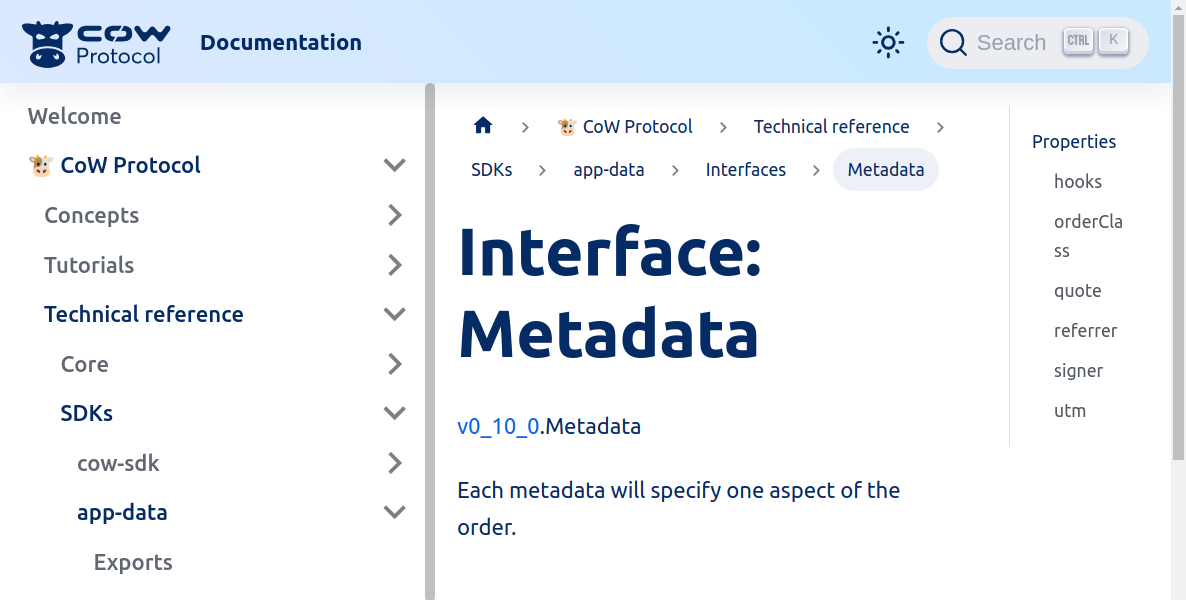 cow
Protocol
Documentation
Search CTRL K
Welcome
CoW Protocol
Concepts
Tutorials
Technical reference
Core
SDKs
cow-sdk
app-data
Exports
CoW Protocol Technical reference
SDKs app-data Interfaces Metadata
Interface:
Metadata
v0_10_0.Metadata
Each metadata will specify one aspect of the
order.
Properties
hooks
orderCla
ss
quote
referrer
signer
utm